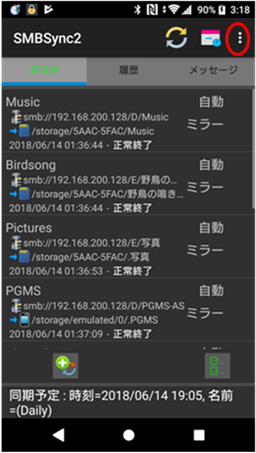 90% 3:18
SMBSync2
タスク 履歴 メッセージ
Music 自動
smb://192.168.200.128/D/Music
/storage/5AAC-5FAC/Music ミラー
2018/06/14 01:36:44 - 正常終了
Birdsong 自動
smb://192.168.200.128/E/野鳥の…
/storage/5AAC-5FAC/野鳥の鳴き… ミラー
2018/06/14 01:36:44 - 正常終了
Pictures 自動
smb://192.168.200.128/E/写真
/storage/5AAC-5FAC/.写真 ミラー
2018/06/14 01:36:53 - 正常終了
PGMS 自動
smb://192.168.200.128/D/PGMS-AS
/storage/emulated/0/.PGMS ミラー
2018/06/14 01:37:09 - 正常終了
同期予定 : 時刻=2018/06/14 19:05, 名前
=(Daily)